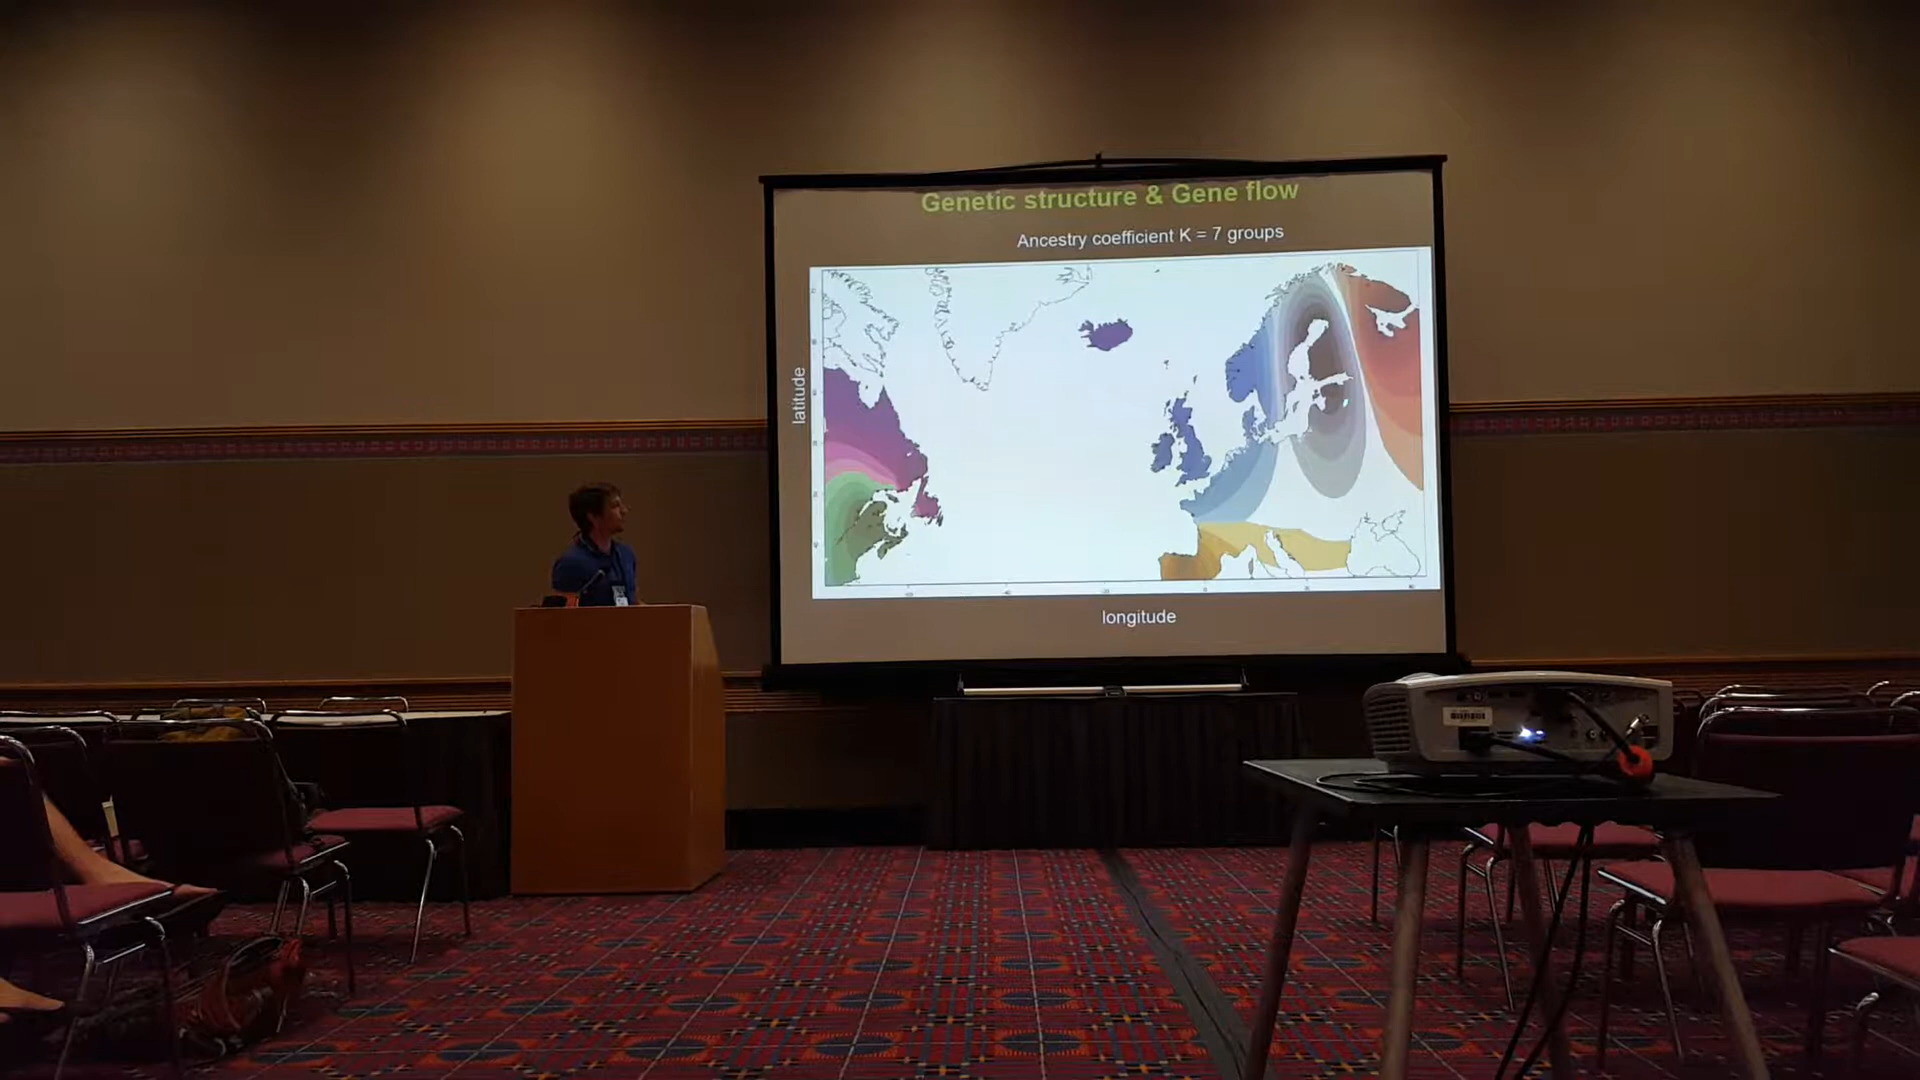 Genetic structure & Gene flow
Ancestry coefficient K = 7 groups
latitude
longitude